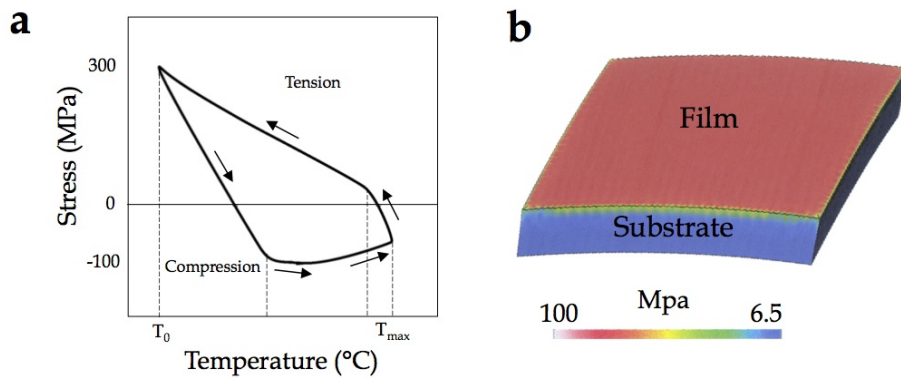 a
300
0
-100
Stress (MPa)
Tension
Compression
T0
Tmax
Temperature (°C)
b
Film
Substrate
Mpa
100
6.5